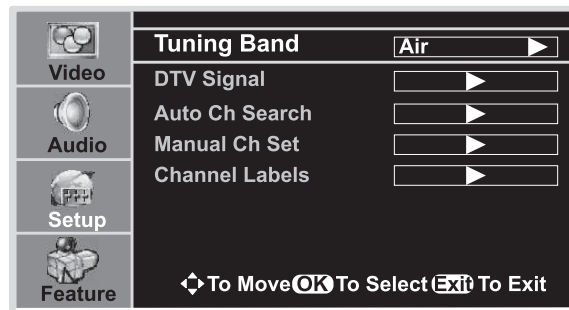 Video
Audio
Setup
Feature
Tuning Band Air
DTV Signal
Auto Ch Search
Manual Ch Set
Channel Labels
To Move OK To Select Exit To Exit